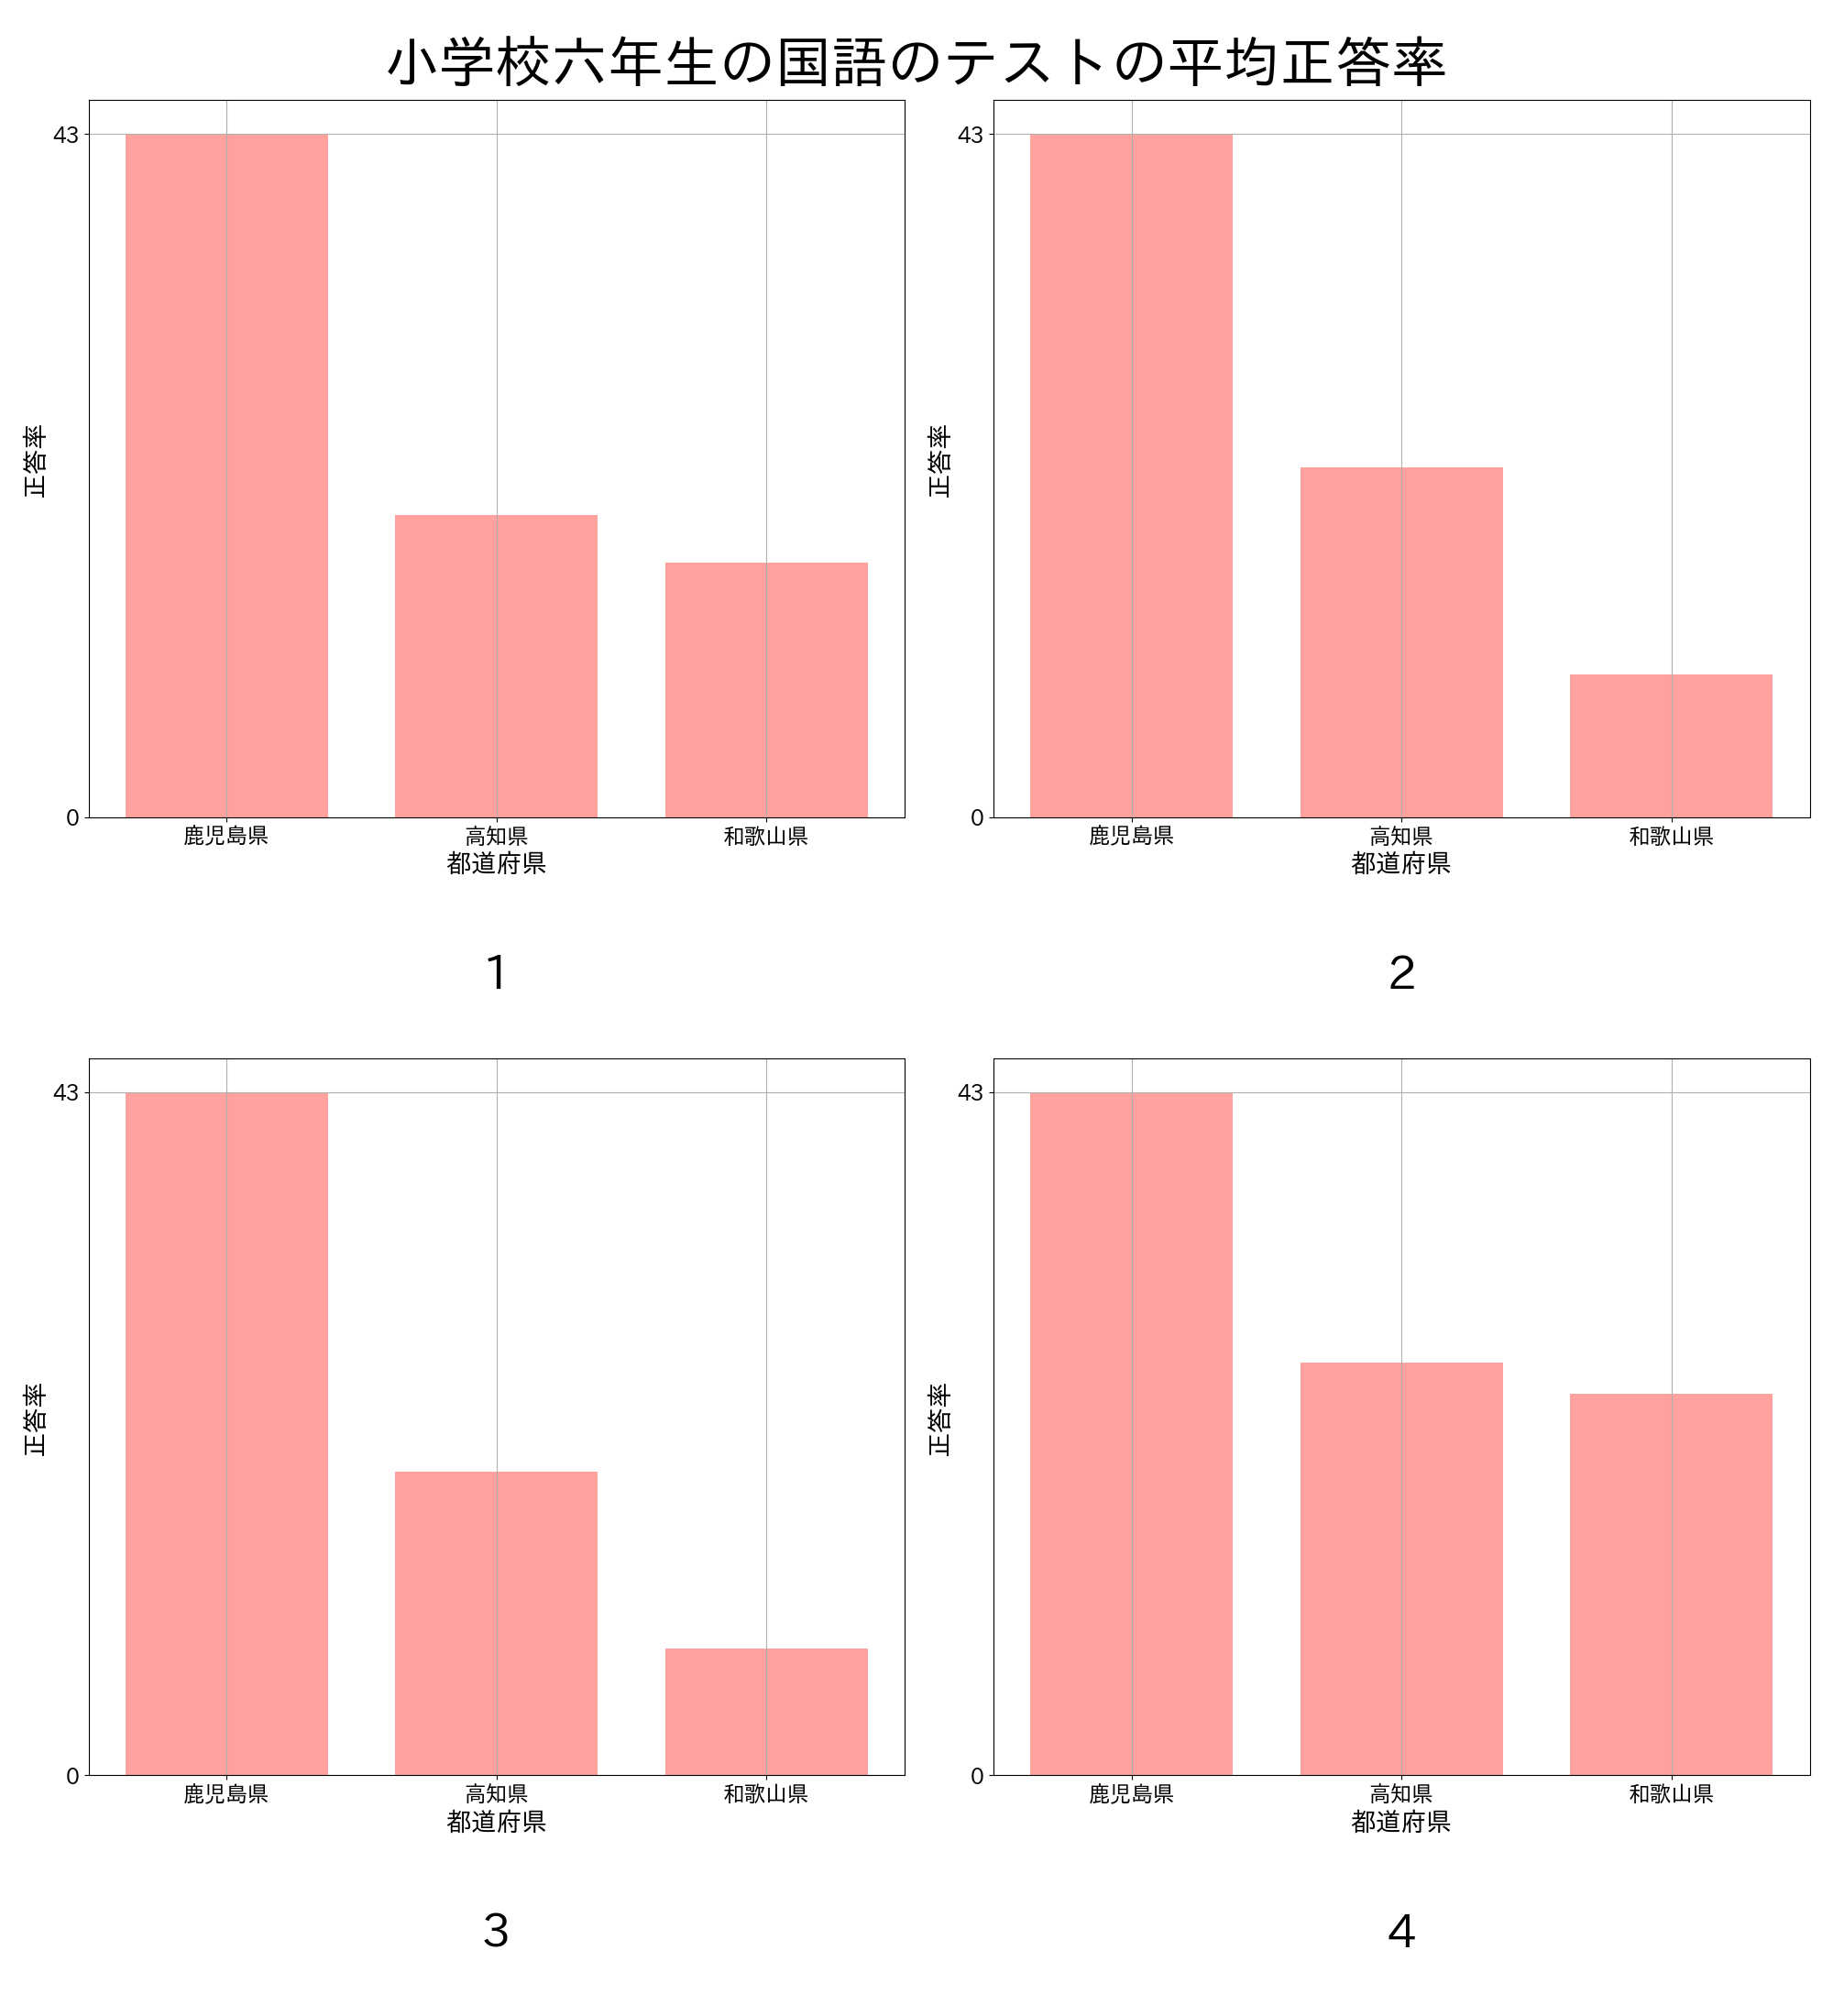 小学校六年生の国語のテストの平均正答率
43
0
正答率
鹿児島県 高知県 和歌山県
都道府県
1
43
0
正答率
鹿児島県 高知県 和歌山県
都道府県
2
43
0
正答率
鹿児島県 高知県 和歌山県
都道府県
3
43
0
正答率
鹿児島県 高知県 和歌山県
都道府県
4